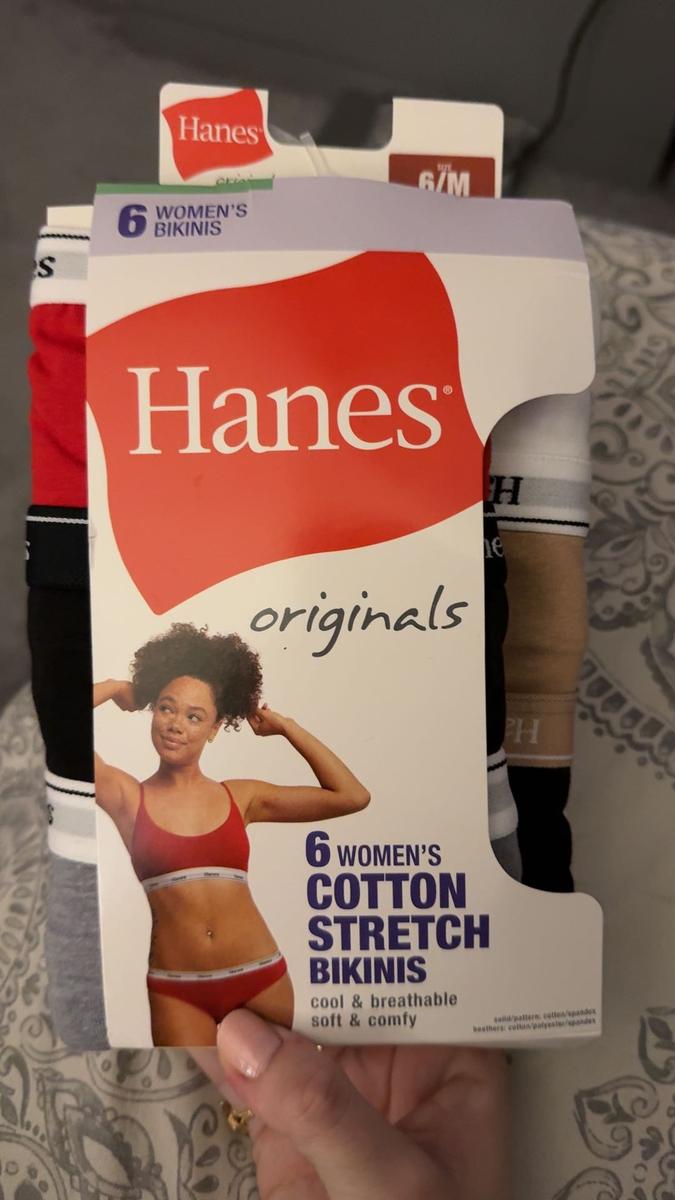 Hanes
SIZE
6/M
6 WOMEN'S
BIKINIS
Hanes®
originals
6 WOMEN'S
COTTON
STRETCH
BIKINIS
cool & breathable
soft & comfy
solid/pattern: cotton/spandex
heathers: cotton/polyester/spandex